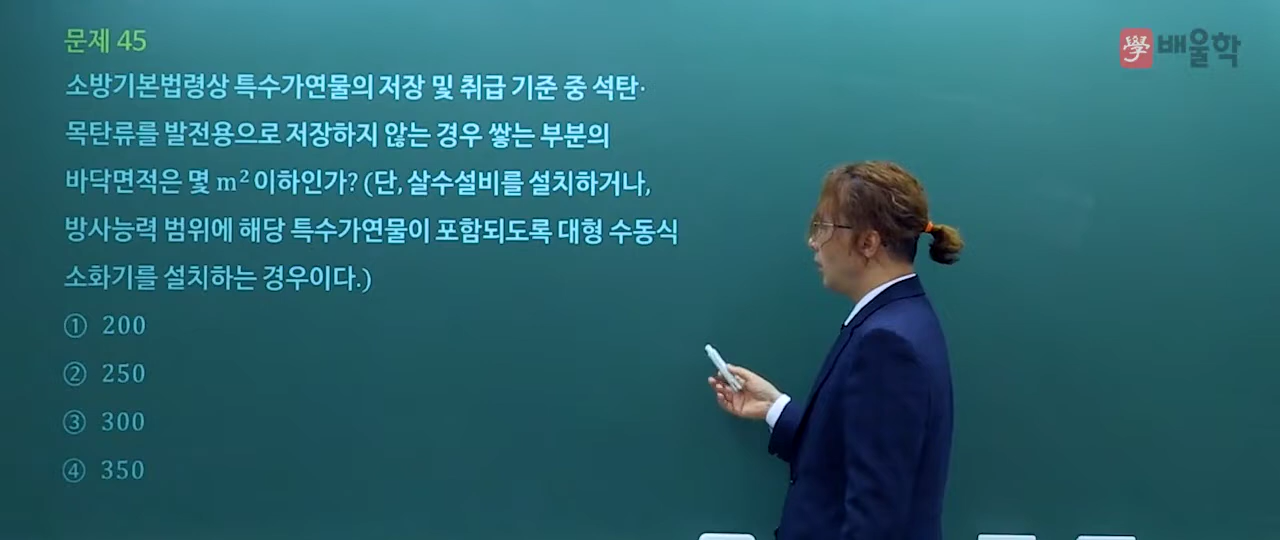 문제 45
學 배울학
소방기본법령상 특수가연물의 저장 및 취급 기준 중 석탄·
목탄류를 발전용으로 저장하지 않는 경우 쌓는 부분의
바닥면적은 몇 m² 이하인가? (단, 살수설비를 설치하거나,
방사능력 범위에 해당 특수가연물이 포함되도록 대형 수동식
소화기를 설치하는 경우이다.)
① 200
② 250
③ 300
④ 350